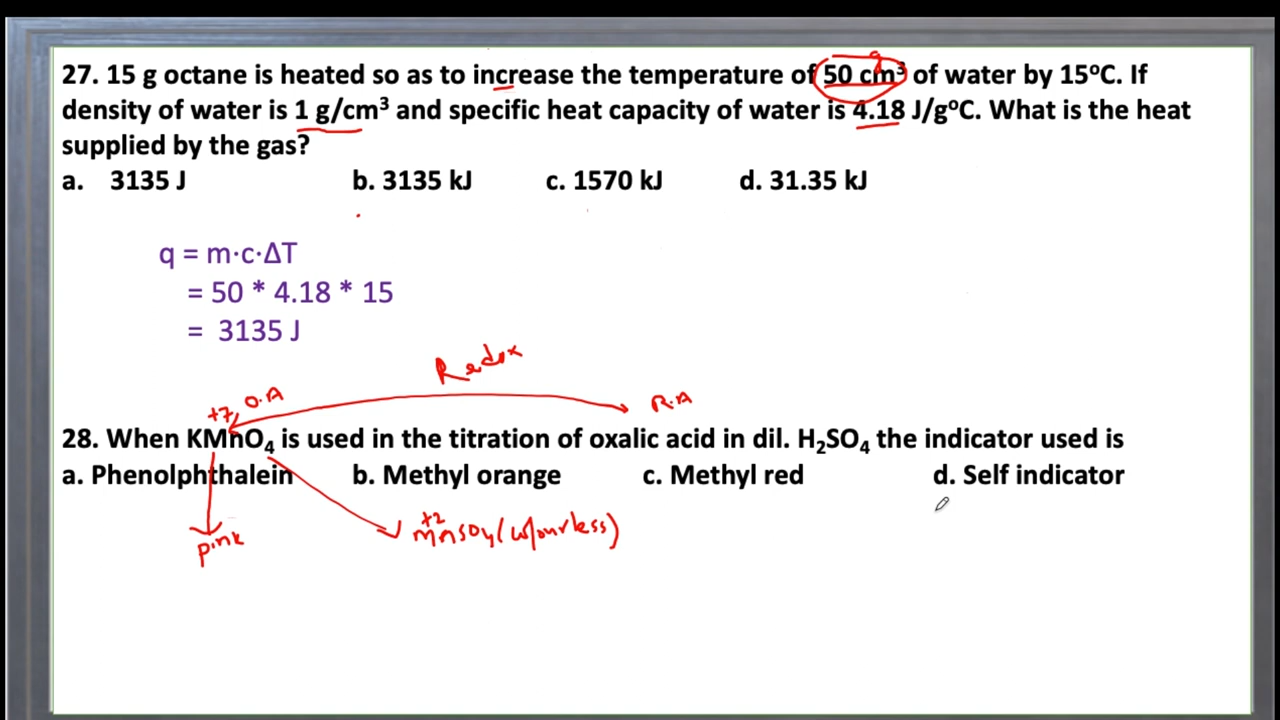 27. 15 g octane is heated so as to increase the temperature of 50 cm³ of water by 15ºC. If
density of water is 1 g/cm³ and specific heat capacity of water is 4.18 J/gºC. What is the heat
supplied by the gas?
a. 3135 J b. 3135 kJ c. 1570 kJ d. 31.35 kJ
q = m·c·ΔT
= 50 * 4.18 * 15
= 3135 J
Redox
+7 O.A R.A
28. When KMnO₄ is used in the titration of oxalic acid in dil. H₂SO₄ the indicator used is
a. Phenolphthalein b. Methyl orange c. Methyl red d. Self indicator
+2
mnso4 (colourless)
pink